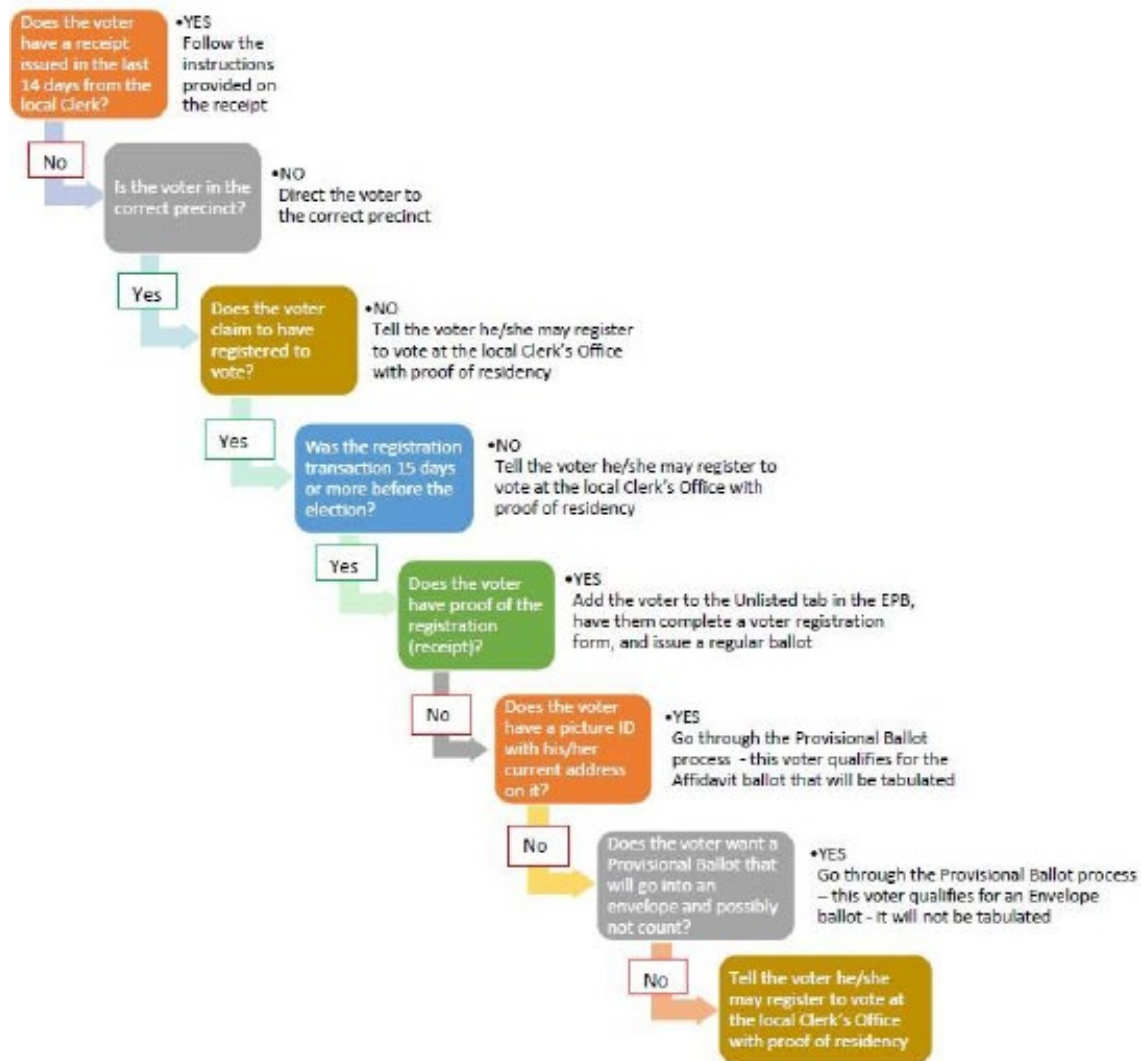 Does the voter
have a receipt
issued in the last
14 days from the
local Clerk?
•YES
Follow the
instructions
provided on
the receipt
No
Is the voter in the
correct precinct?
•NO
Direct the voter to
the correct precinct
Yes
Does the voter
claim to have
registered to
vote?
•NO
Tell the voter he/she may register
to vote at the local Clerk's Office
with proof of residency
Yes
Was the registration
transaction 15 days
or more before the
election?
•NO
Tell the voter he/she may register to
vote at the local Clerk's Office with
proof of residency
Yes
Does the voter
have proof of the
registration
(receipt)?
•YES
Add the voter to the Unlisted tab in the EPB,
have them complete a voter registration
form, and issue a regular ballot
No
Does the voter
have a picture ID
with his/her
current address
on it?
•YES
Go through the Provisional Ballot
process - this voter qualifies for the
Affidavit ballot that will be tabulated
No
Does the voter want a
Provisional Ballot that
will go into an
envelope and possibly
not count?
•YES
Go through the Provisional Ballot process
– this voter qualifies for an Envelope
ballot - it will not be tabulated
No
Tell the voter he/she
may register to vote at
the local Clerk's Office
with proof of residency